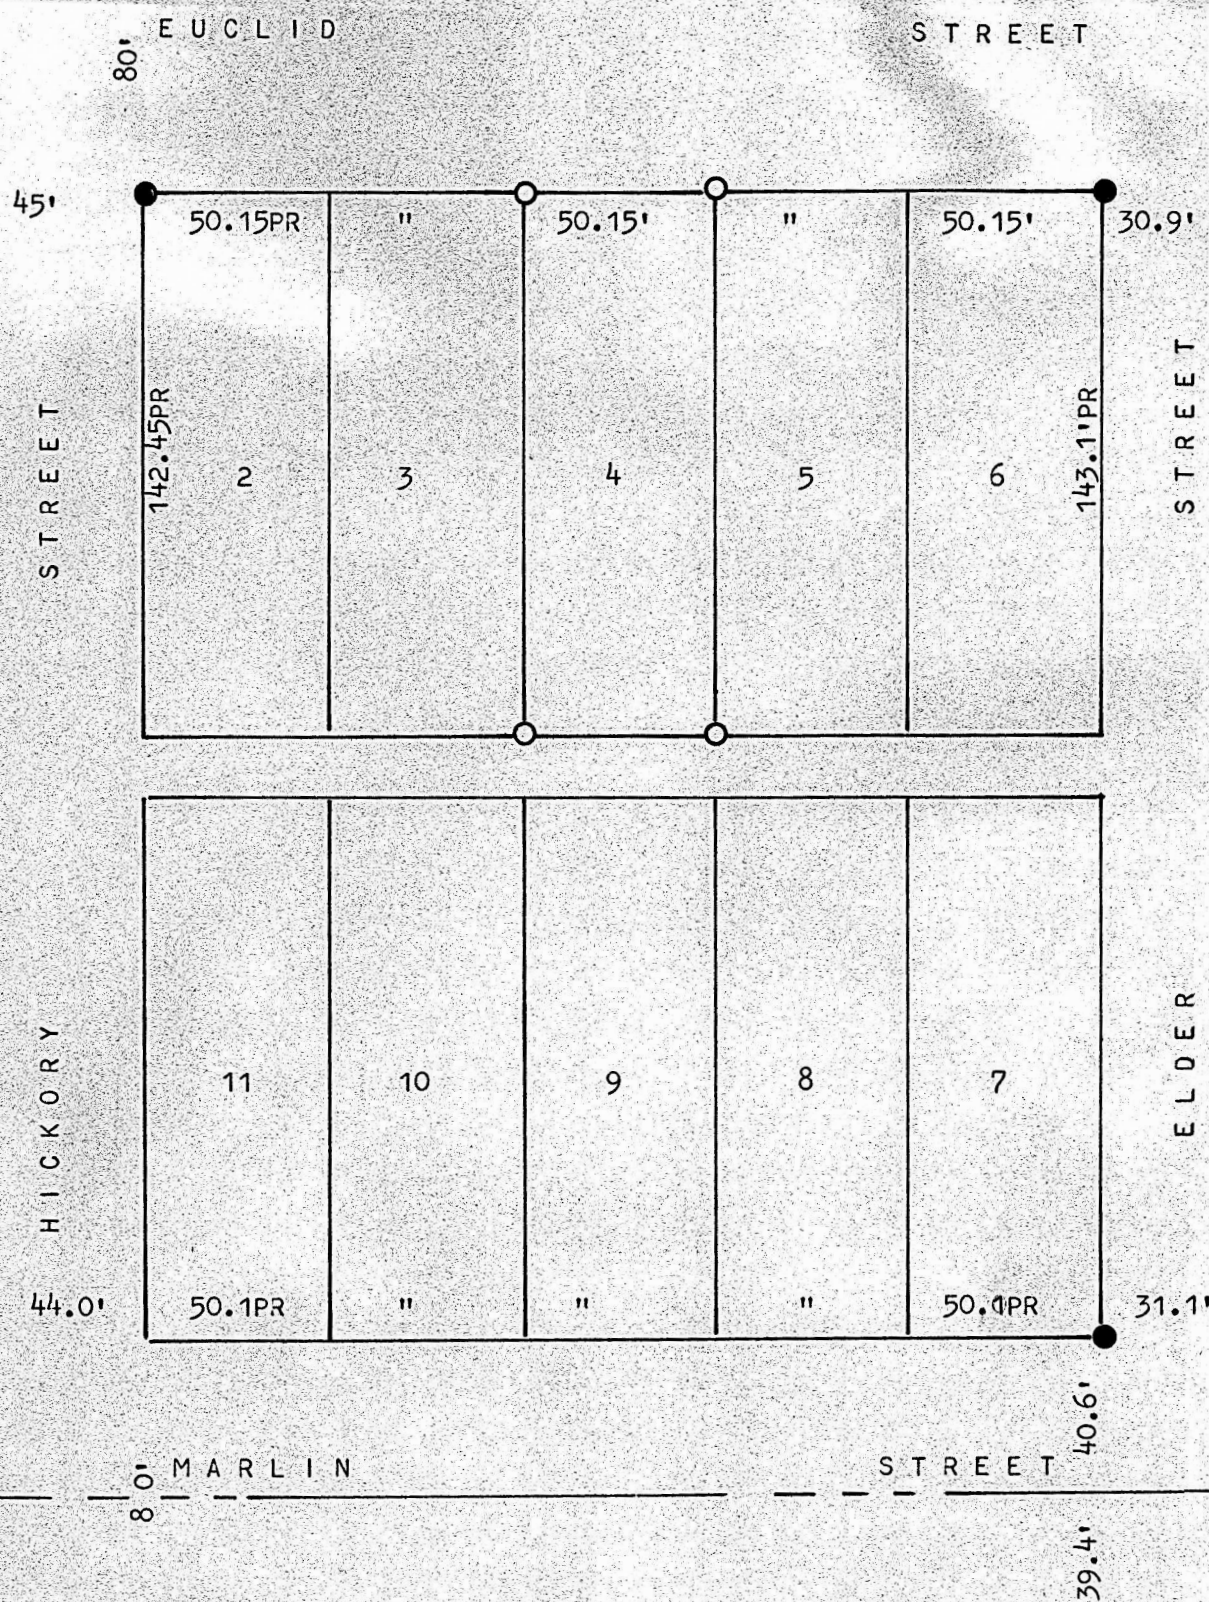 EUCLID STREET
80'
45'
50.15PR " 50.15' " 50.15' 30.9'
STREET
142.45PR
2 3 4 5 6
143.1'PR
STREET
HICKORY
11 10 9 8 7
ELDER
44.0' 50.1PR " " " 50.1PR 31.1'
40.6'
MARLIN STREET
80'
39.4'